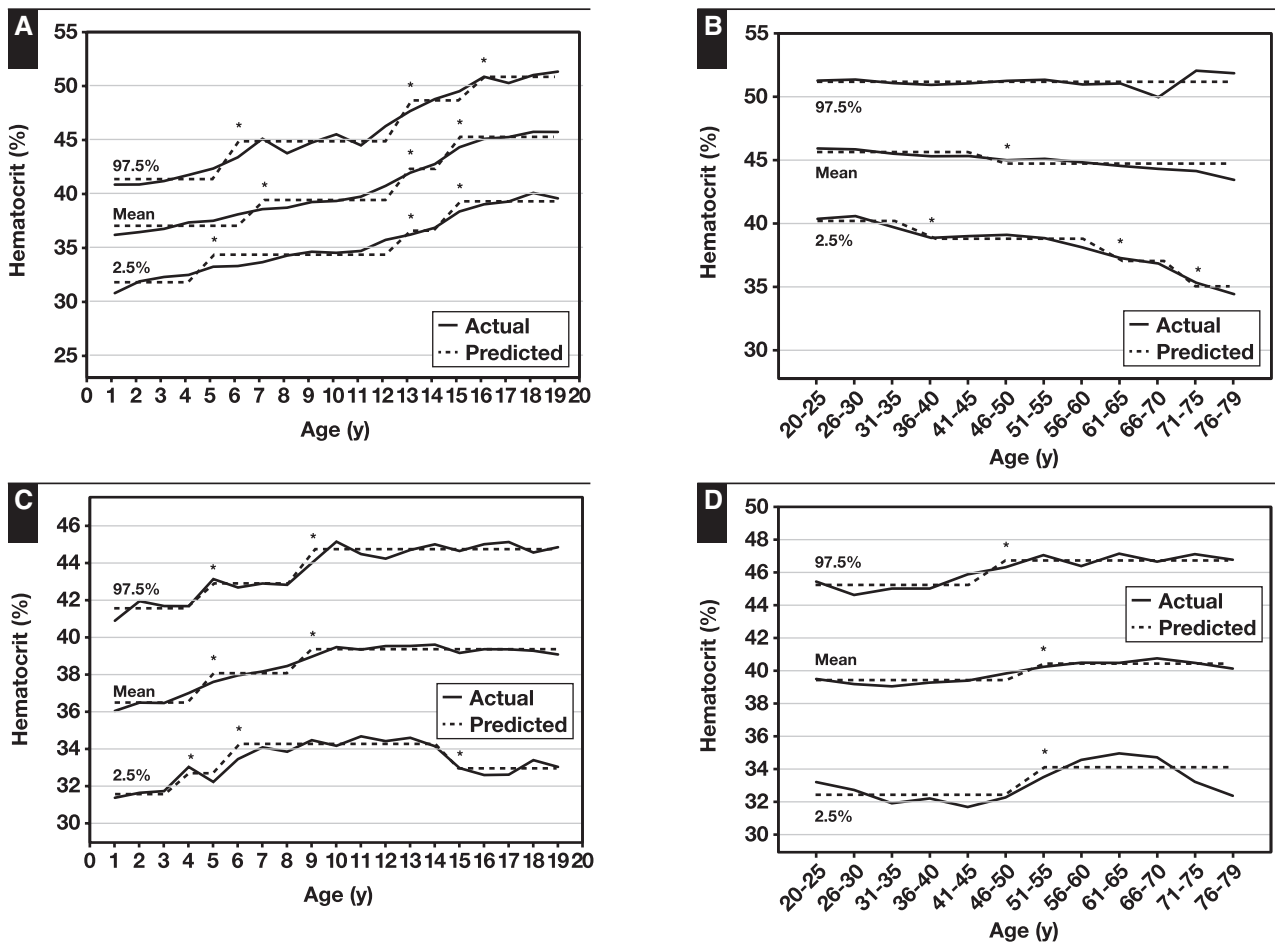 A
55
50
45
40
35
30
25
Hematocrit (%)
97.5%
Mean
2.5%
* * *
* * *
* * *
Actual
Predicted
0 1 2 3 4 5 6 7 8 9 10 11 12 13 14 15 16 17 18 19 20
Age (y)
B
55
50
45
40
35
30
Hematocrit (%)
97.5%
Mean
2.5%
*
* * *
Actual
Predicted
20-25 26-30 31-35 36-40 41-45 46-50 51-55 56-60 61-65 66-70 71-75 76-79
Age (y)
C
46
44
42
40
38
36
34
32
30
Hematocrit (%)
97.5%
Mean
2.5%
* *
* *
* * *
Actual
Predicted
0 1 2 3 4 5 6 7 8 9 10 11 12 13 14 15 16 17 18 19 20
Age (y)
D
50
48
46
44
42
40
38
36
34
32
30
Hematocrit (%)
97.5%
Mean
2.5%
*
*
*
Actual
Predicted
20-25 26-30 31-35 36-40 41-45 46-50 51-55 56-60 61-65 66-70 71-75 76-79
Age (y)